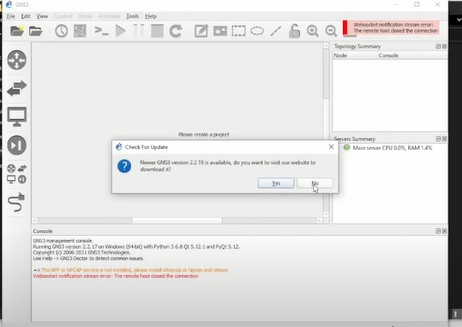 GNS3
File Edit View Control Node Annotate Tools Help
Websocket notification stream error:
The remote host closed the connection
Topology Summary
Node Console
Please create a project
Servers Summary
Main server CPU 0.0%, RAM 1.4%
Check For Update
Newer GNS3 version 2.2.19 is available, do you want to visit our website to
download it?
Yes No
Console
GNS3 management console.
Running GNS3 version 2.2.17 on Windows (64-bit) with Python 3.6.8 Qt 5.12.1 and PyQt 5.12.
Copyright (c) 2006-2021 GNS3 Technologies.
Use Help -> GNS3 Doctor to detect common issues.
=> The NPF or NPCAP service is not installed, please install Winpcap or Npcap and reboot.
Websocket notification stream error: The remote host closed the connection